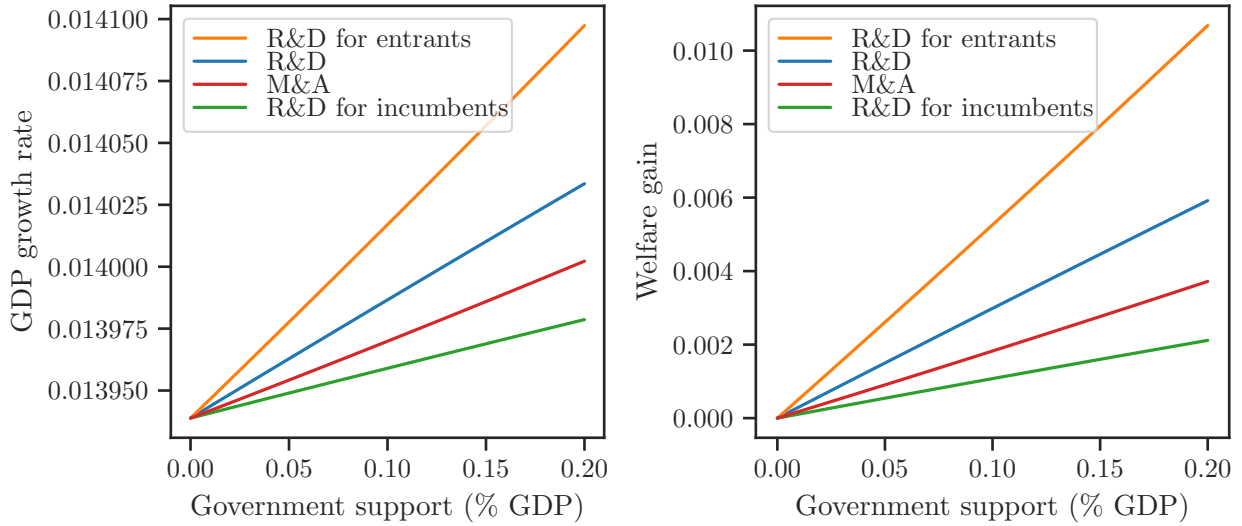 0.014100
0.014075
0.014050
0.014025
0.014000
0.013975
0.013950
GDP growth rate
R&D for entrants
R&D
M&A
R&D for incumbents
0.00 0.05 0.10 0.15 0.20
Government support (% GDP)
0.010
0.008
0.006
0.004
0.002
0.000
Welfare gain
R&D for entrants
R&D
M&A
R&D for incumbents
0.00 0.05 0.10 0.15 0.20
Government support (% GDP)